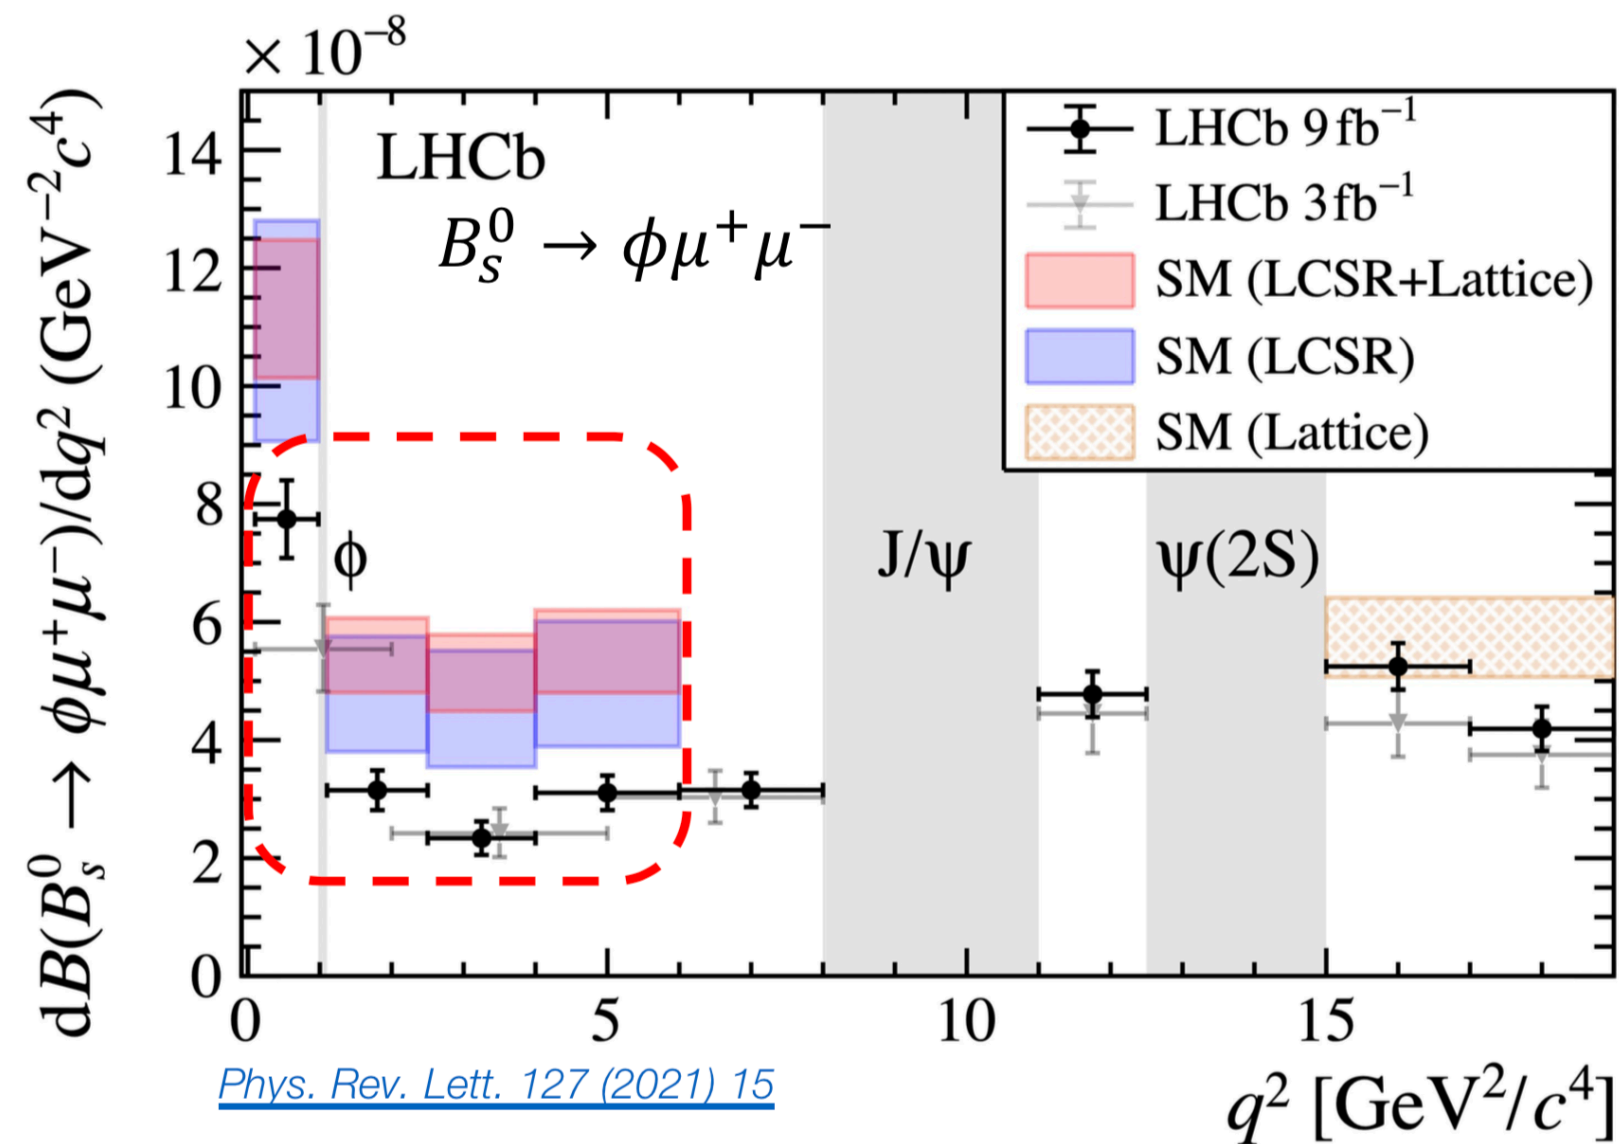 × 10⁻⁸
dB(B⁰ₛ → ϕμ⁺μ⁻)/dq² (GeV⁻²c⁴)
14
12
10
8
6
4
2
0
LHCb
B⁰ₛ → ϕμ⁺μ⁻
LHCb 9 fb⁻¹
LHCb 3 fb⁻¹
SM (LCSR+Lattice)
SM (LCSR)
SM (Lattice)
ϕ
J/ψ
ψ(2S)
0 5 10 15
q² [GeV²/c⁴]
Phys. Rev. Lett. 127 (2021) 15